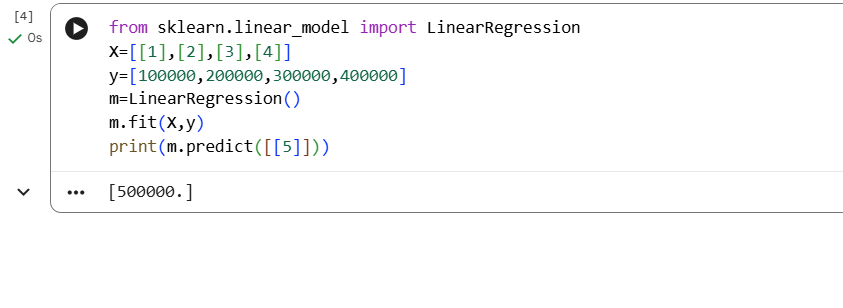 [4]
0s
from sklearn.linear_model import LinearRegression
X=[[1],[2],[3],[4]]
y=[100000,200000,300000,400000]
m=LinearRegression()
m.fit(X,y)
print(m.predict([[5]]))
[500000.]